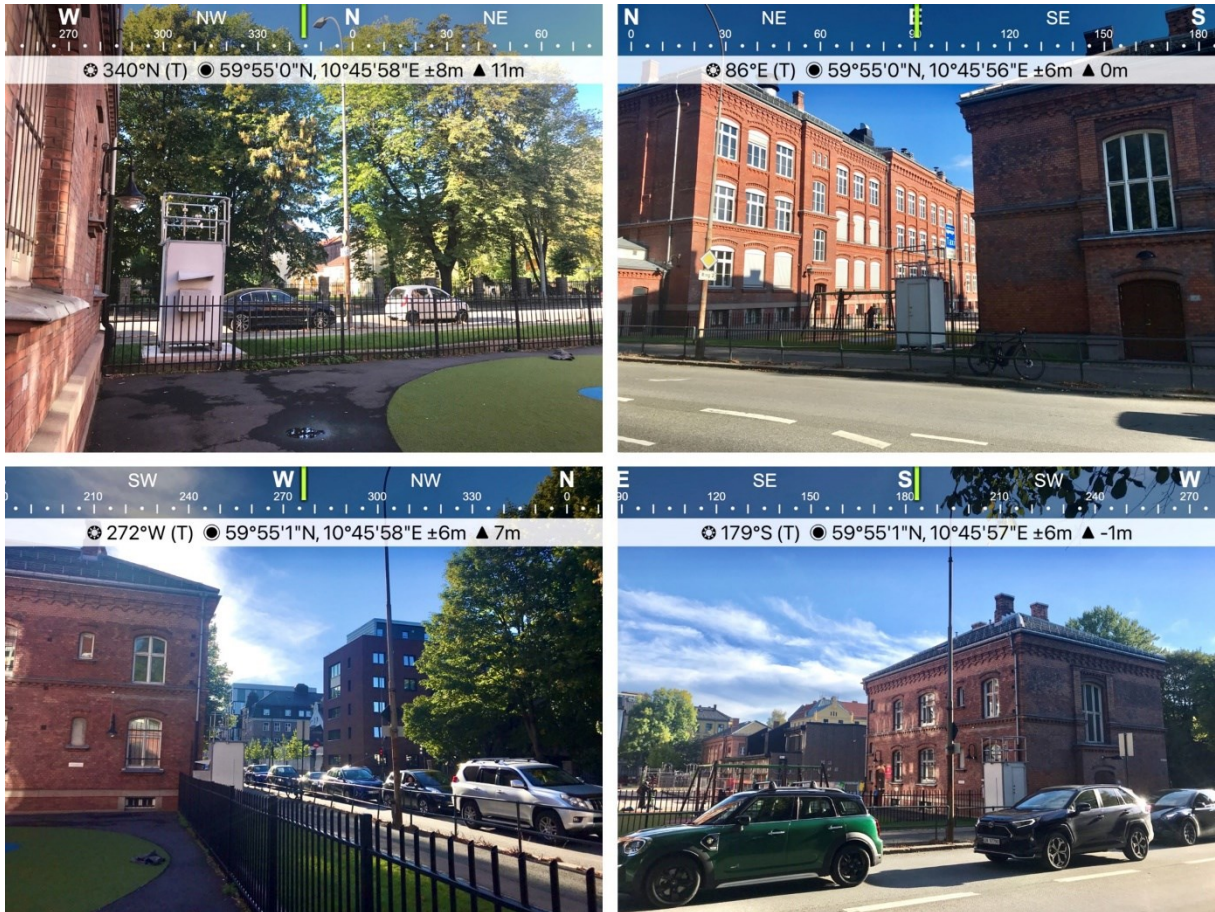 W NW N NE
270 300 330 0 30 60
340°N (T) 59°55'0"N, 10°45'58"E ±8m ▲ 11m
N NE E SE S
0 30 60 90 120 150 180
86°E (T) 59°55'0"N, 10°45'56"E ±6m ▲ 0m
Taxi
SW W NW N
210 240 270 300 330 0
272°W (T) 59°55'1"N, 10°45'58"E ±6m ▲ 7m
E SE S SW W
90 120 150 180 210 240 270
179°S (T) 59°55'1"N, 10°45'57"E ±6m ▲ -1m